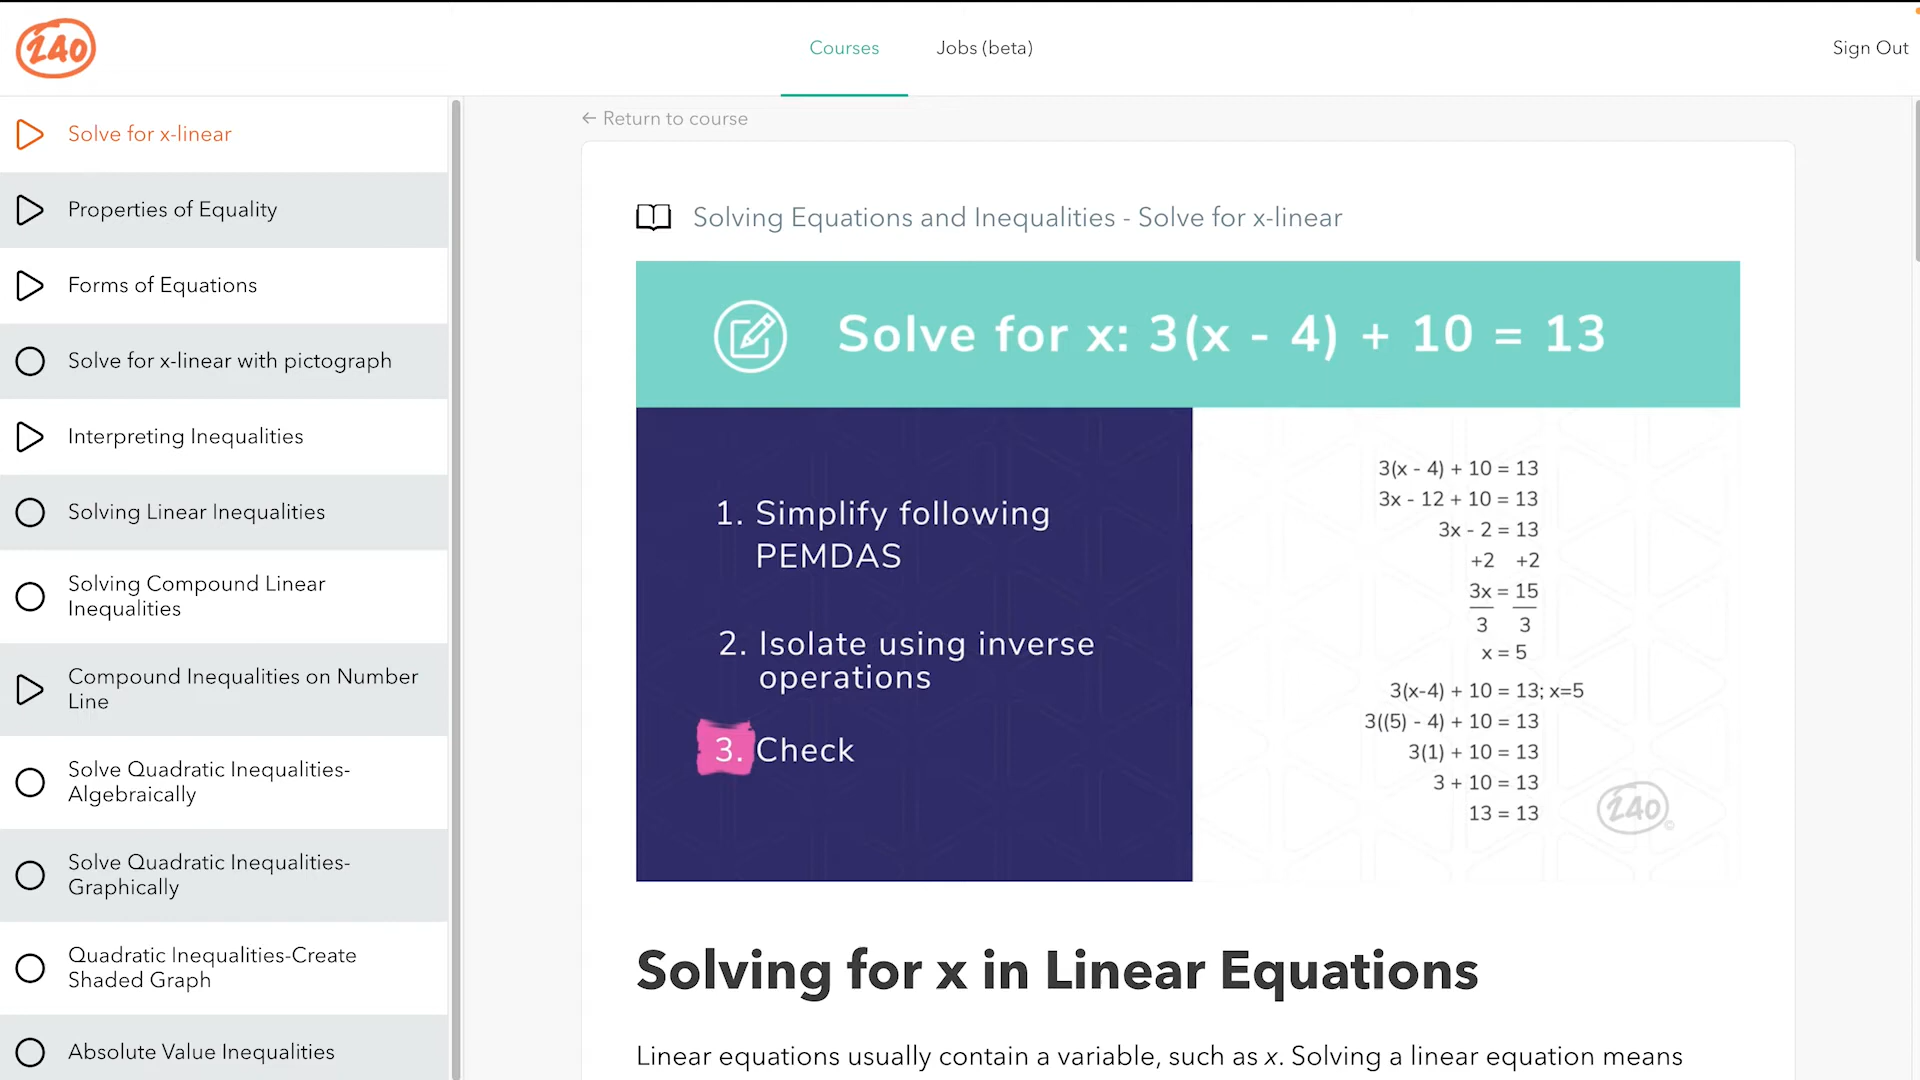 240
Courses
Jobs (beta)
Sign Out
Solve for x-linear
Properties of Equality
Forms of Equations
Solve for x-linear with pictograph
Interpreting Inequalities
Solving Linear Inequalities
Solving Compound Linear
Inequalities
Compound Inequalities on Number
Line
Solve Quadratic Inequalities-
Algebraically
Solve Quadratic Inequalities-
Graphically
Quadratic Inequalities-Create
Shaded Graph
Absolute Value Inequalities
← Return to course
Solving Equations and Inequalities - Solve for x-linear
Solve for x: 3(x - 4) + 10 = 13
1. Simplify following
PEMDAS
2. Isolate using inverse
operations
3. Check
3(x - 4) + 10 = 13
3x - 12 + 10 = 13
3x - 2 = 13
+2 +2
3x = 15
3 3
x = 5
3(x-4) + 10 = 13; x=5
3((5) - 4) + 10 = 13
3(1) + 10 = 13
3 + 10 = 13
13 = 13
240
©
Solving for x in Linear Equations
Linear equations usually contain a variable, such as x. Solving a linear equation means